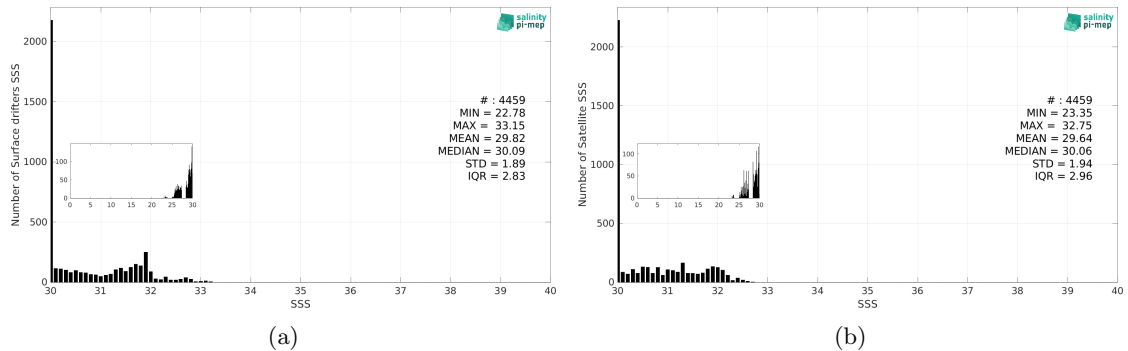 salinity
pi-mep
Number of Surface drifters SSS
2000
1500
1000
500
0
# : 4459
MIN = 22.78
MAX = 33.15
MEAN = 29.82
MEDIAN = 30.09
STD = 1.89
IQR = 2.83
100
50
0
0 5 10 15 20 25 30
30 31 32 33 34 35 36 37 38 39 40
SSS
(a)
salinity
pi-mep
Number of Satellite SSS
2000
1500
1000
500
0
# : 4459
MIN = 23.35
MAX = 32.75
MEAN = 29.64
MEDIAN = 30.06
STD = 1.94
IQR = 2.96
100
50
0
0 5 10 15 20 25 30
30 31 32 33 34 35 36 37 38 39 40
SSS
(b)